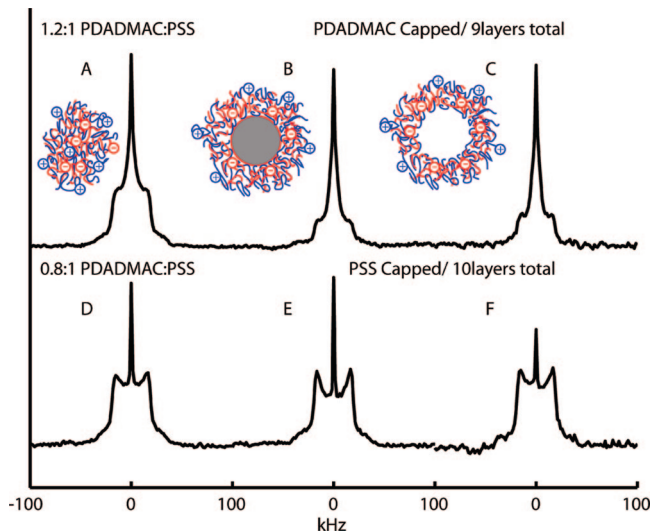 1.2:1 PDADMAC:PSS PDADMAC Capped/ 9layers total
A B C
0.8:1 PDADMAC:PSS PSS Capped/ 10layers total
D E F
-100 0 100 0 100 0 100
kHz